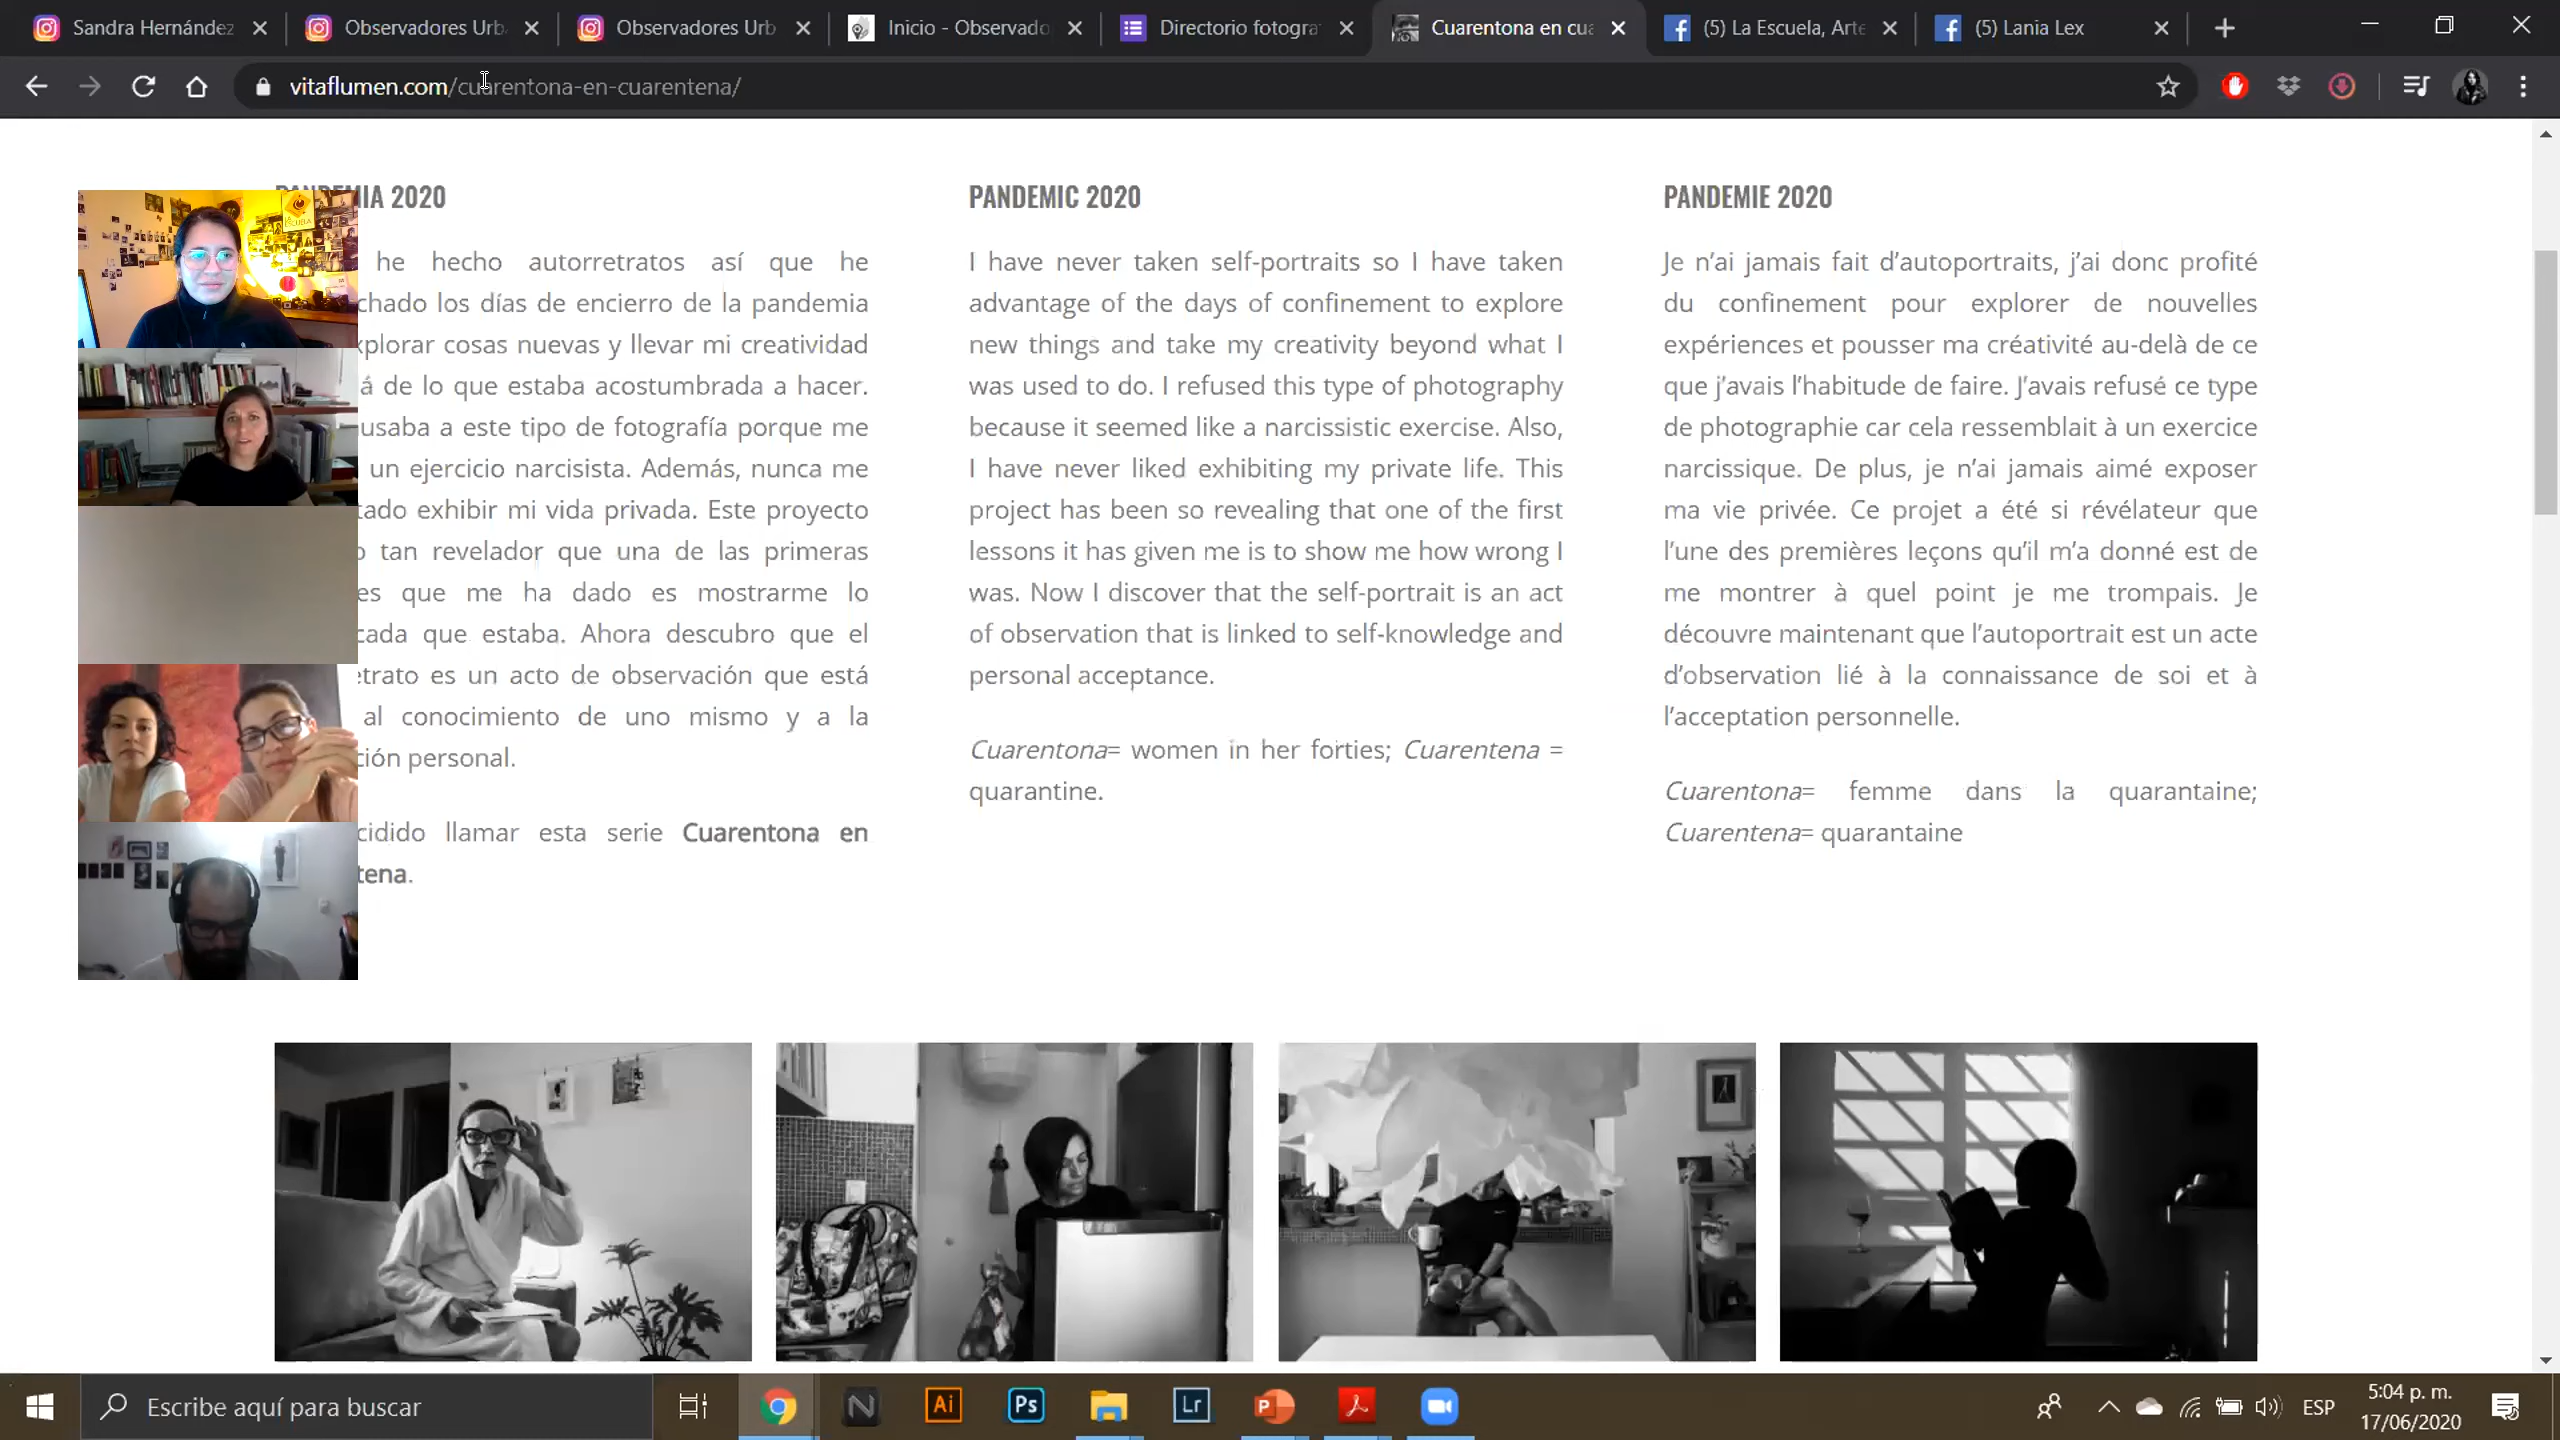 Sandra Hernández
Observadores Urb
Observadores Urb
Inicio - Observado
Directorio fotogra
Cuarentona en cua
(5) La Escuela, Arte
(5) Lania Lex
vitaflumen.com/cuarentona-en-cuarentena/
2020
he hecho autorretratos así que he
los días de encierro de la pandemia
cosas nuevas y llevar mi creatividad
de lo que estaba acostumbrada a hacer.
a este tipo de fotografía porque me
un ejercicio narcisista. Además, nunca me
exhibir mi vida privada. Este proyecto
tan revelador que una de las primeras
que me ha dado es mostrarme lo
que estaba. Ahora descubro que el
es un acto de observación que está
al conocimiento de uno mismo y a la
personal.
llamar esta serie Cuarentona en
PANDEMIC 2020
I have never taken self-portraits so I have taken
advantage of the days of confinement to explore
new things and take my creativity beyond what I
was used to do. I refused this type of photography
because it seemed like a narcissistic exercise. Also,
I have never liked exhibiting my private life. This
project has been so revealing that one of the first
lessons it has given me is to show me how wrong I
was. Now I discover that the self-portrait is an act
of observation that is linked to self-knowledge and
personal acceptance.
Cuarentona= women in her forties; Cuarentena =
quarantine.
PANDEMIE 2020
Je n'ai jamais fait d'autoportraits, j'ai donc profité
du confinement pour explorer de nouvelles
expériences et pousser ma créativité au-delà de ce
que j'avais l'habitude de faire. J'avais refusé ce type
de photographie car cela ressemblait à un exercice
narcissique. De plus, je n'ai jamais aimé exposer
ma vie privée. Ce projet a été si révélateur que
l'une des premières leçons qu'il m'a donné est de
me montrer à quel point je me trompais. Je
découvre maintenant que l'autoportrait est un acte
d'observation lié à la connaissance de soi et à
l'acceptation personnelle.
Cuarentona= femme dans la quarantaine;
Cuarentena= quarantaine
Escribe aquí para buscar
N
Ai
Ps
Lr
P
ESP
5:04 p. m.
17/06/2020